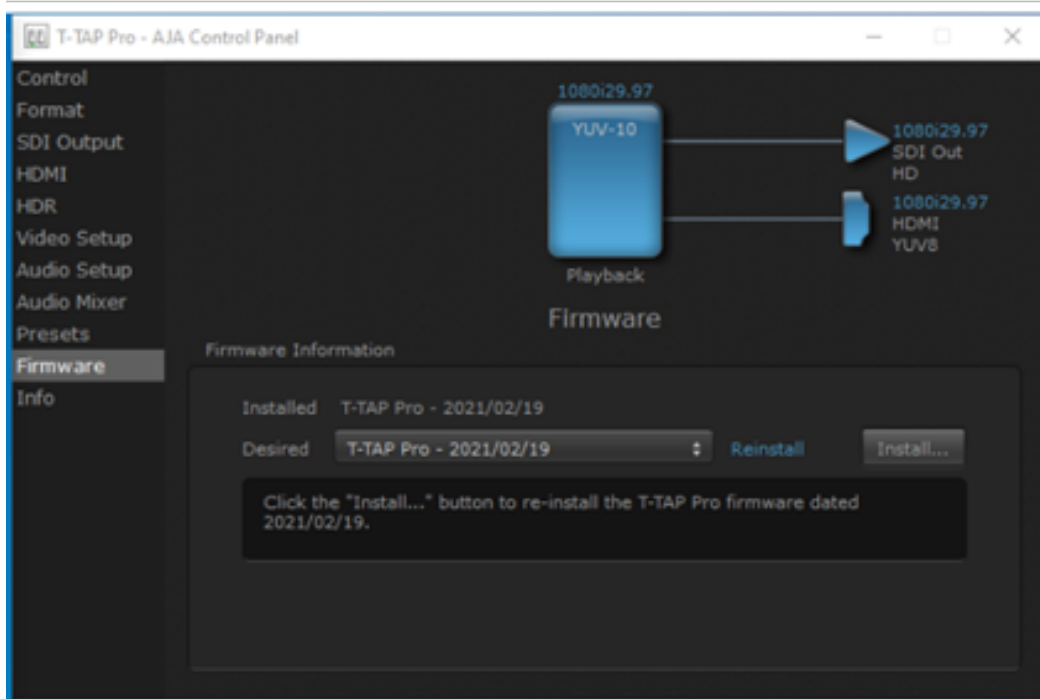 T-TAP Pro - AJA Control Panel
Control
Format
SDI Output
HDMI
HDR
Video Setup
Audio Setup
Audio Mixer
Presets
Firmware
Info
1080i29.97
YUV-10
Playback
1080i29.97
SDI Out
HD
1080i29.97
HDMI
YUV8
Firmware
Firmware Information
Installed T-TAP Pro - 2021/02/19
Desired T-TAP Pro - 2021/02/19 Reinstall Install...
Click the "Install..." button to re-install the T-TAP Pro firmware dated
2021/02/19.